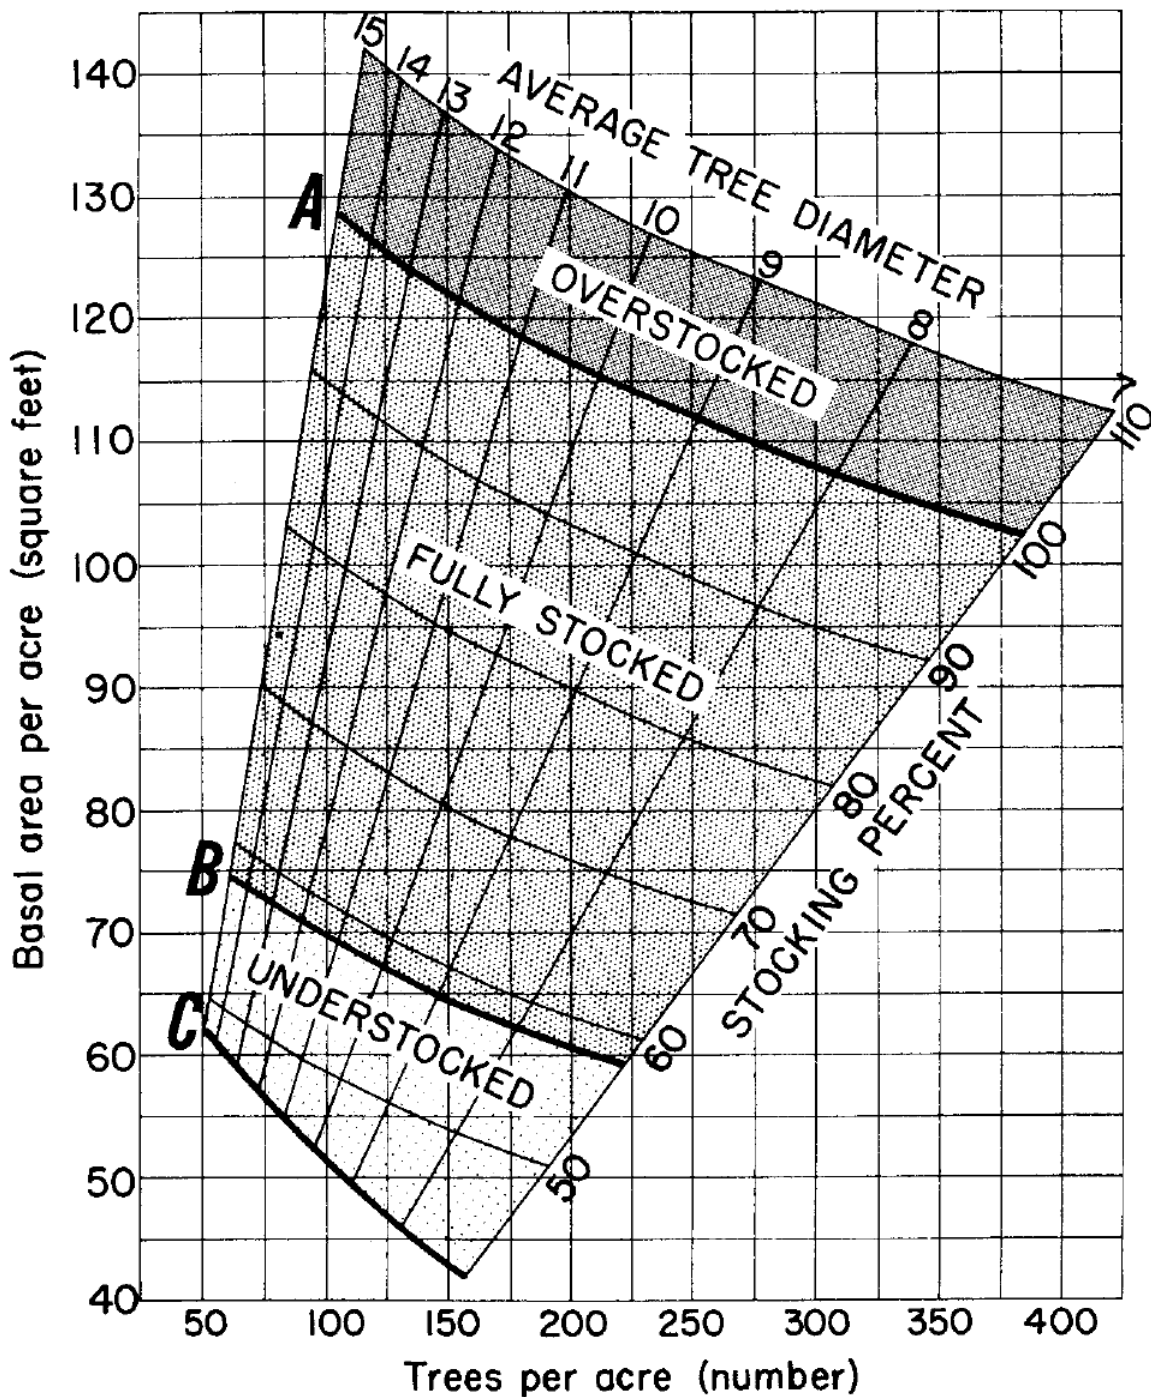 15
14
13
12
11
10
9
8
7
AVERAGE TREE DIAMETER
140
130
120
110
100
90
80
70
60
50
40
Basal area per acre (square feet)
A
B
C
OVERSTOCKED
FULLY STOCKED
UNDERSTOCKED
110
100
90
80
70
60
50
STOCKING PERCENT
50 100 150 200 250 300 350 400
Trees per acre (number)